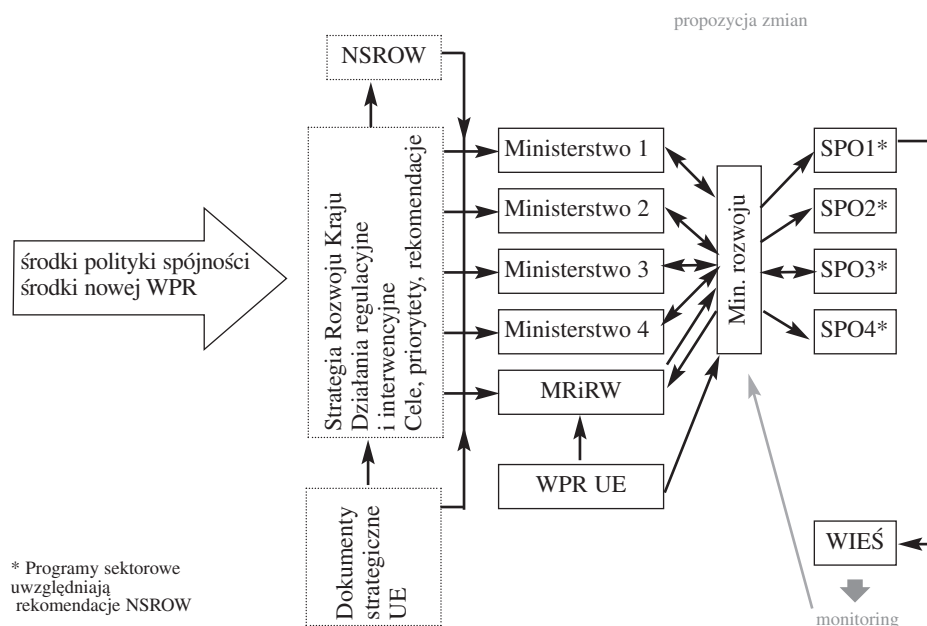 propozycja zmian
NSROW
środki polityki spójności
środki nowej WPR
Strategia Rozwoju Kraju
Działania regulacyjne
i interwencyjne
Cele, priorytety, rekomendacje
Dokumenty
strategiczne
UE
Ministerstwo 1
Ministerstwo 2
Ministerstwo 3
Ministerstwo 4
MRiRW
WPR UE
Min. rozwoju
SPO1*
SPO2*
SPO3*
SPO4*
WIEŚ
monitoring
* Programy sektorowe
uwzględniają
rekomendacje NSROW